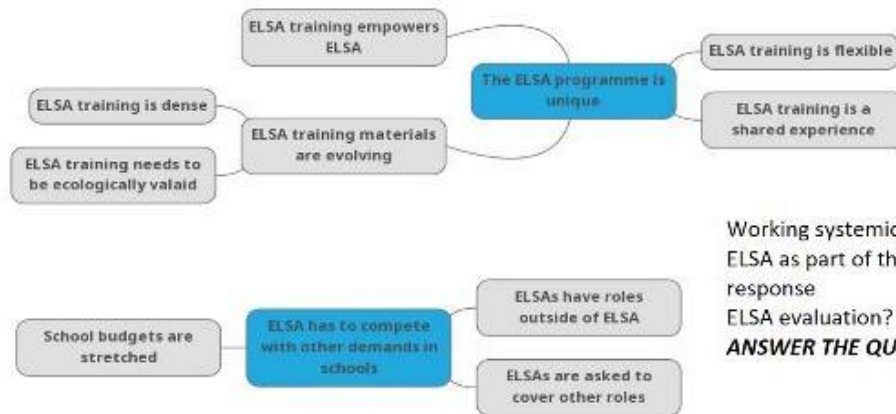 ELSA training empowers
ELSA
The ELSA programme is
unique
ELSA training is flexible
ELSA training is a
shared experience
ELSA training is dense
ELSA training materials
are evolving
ELSA training needs to
be ecologically valaid
Working systemic
ELSA as part of th
response
ELSA evaluation?
ANSWER THE QU
School budgets are
stretched
ELSA has to compete
with other demands in
schools
ELSAs have roles
outside of ELSA
ELSAs are asked to
cover other roles